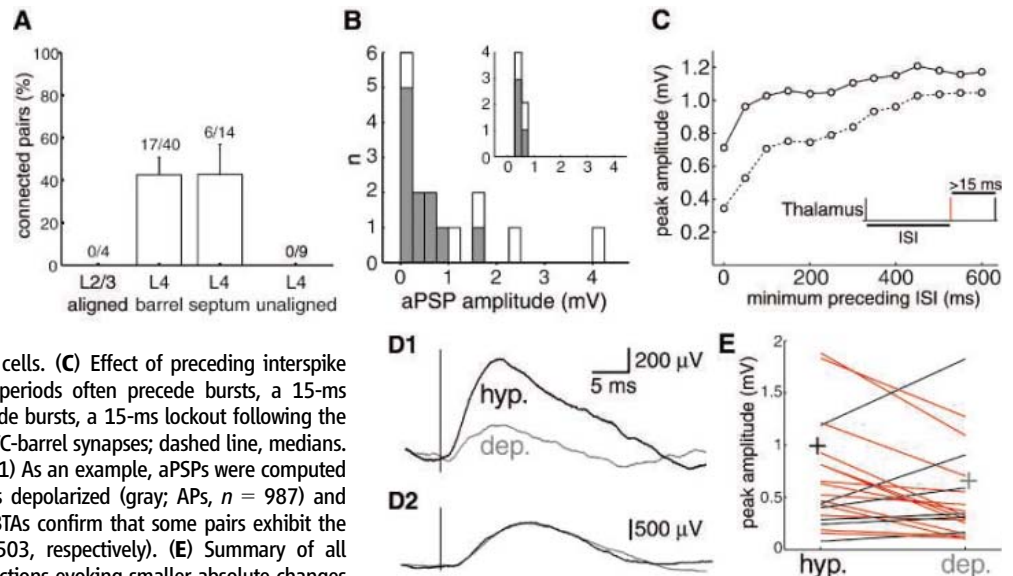 A
connected pairs (%)
100
80
60
40
20
0
0/4
17/40
6/14
0/9
L2/3 L4 L4 L4
aligned barrel septum unaligned
B
n
6
5
4
3
2
1
0
0 1 2 3 4
aPSP amplitude (mV)
4
3
2
1
0
0 1 2 3 4
C
peak amplitude (mV)
1.2
1.0
0.8
0.6
0.4
0.2
0 200 400 600
minimum preceding ISI (ms)
>15 ms
Thalamus
ISI
cells. (C) Effect of preceding interspike
periods often precede bursts, a 15-ms
de bursts, a 15-ms lockout following the
C-barrel synapses; dashed line, medians.
1) As an example, aPSPs were computed
s depolarized (gray; APs, n = 987) and
BTAs confirm that some pairs exhibit the
503, respectively). (E) Summary of all
ctions evoking smaller absolute changes
D1
200 µV
5 ms
hyp.
dep.
D2
500 µV
E
peak amplitude (mV)
2
1.5
1
0.5
0
hyp. dep.